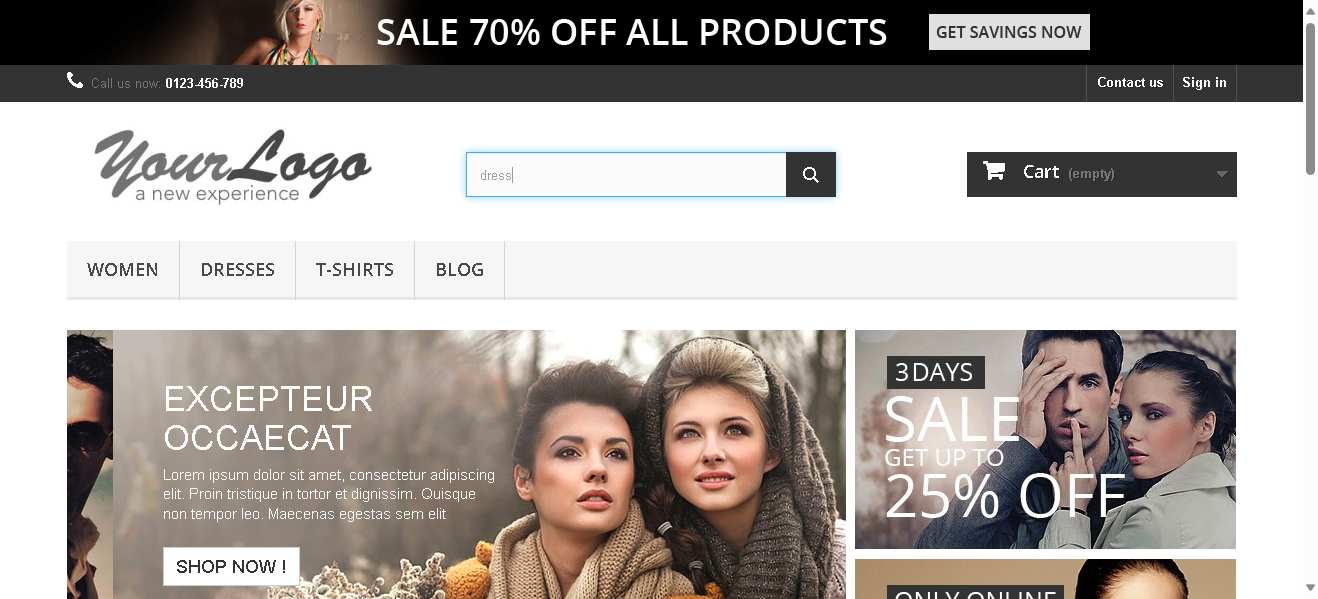 SALE 70% OFF ALL PRODUCTS
GET SAVINGS NOW
Call us now: 0123-456-789
Contact us
Sign in
YourLogo
a new experience
dress
Cart (empty)
WOMEN
DRESSES
T-SHIRTS
BLOG
EXCEPTEUR
OCCAECAT
Lorem ipsum dolor sit amet, consectetur adipiscing
elit. Proin tristique in tortor et dignissim. Quisque
non tempor leo. Maecenas egestas sem elit
SHOP NOW !
3 DAYS
SALE
GET UP TO
25% OFF
ONLY ONLINE